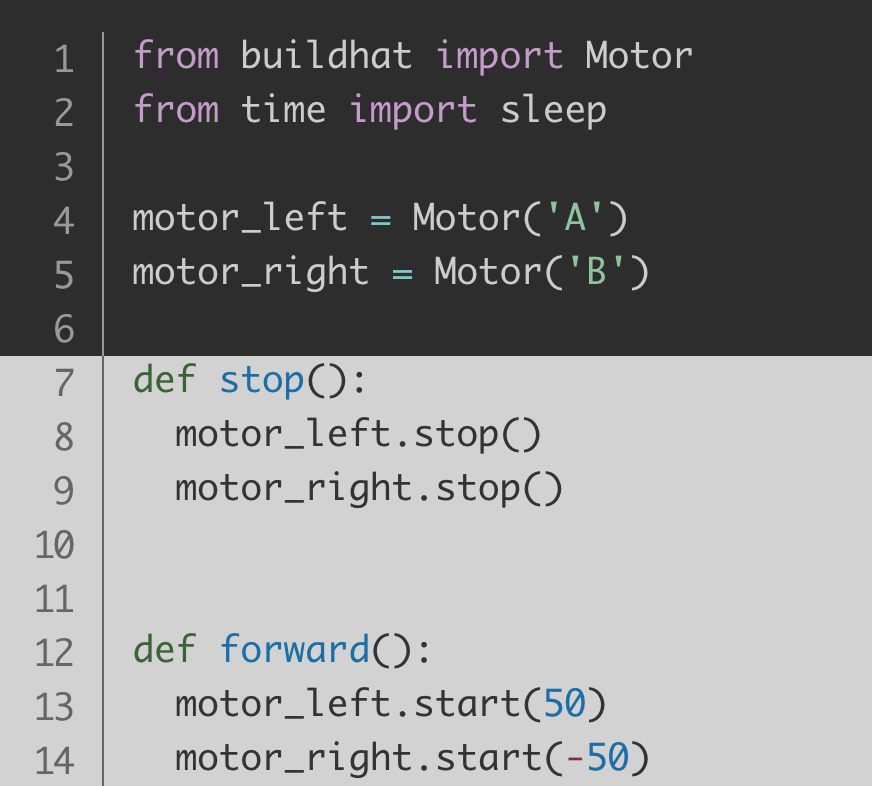 1 from buildhat import Motor
2 from time import sleep
3
4 motor_left = Motor('A')
5 motor_right = Motor('B')
6
7 def stop():
8   motor_left.stop()
9   motor_right.stop()
10
11
12 def forward():
13   motor_left.start(50)
14   motor_right.start(-50)